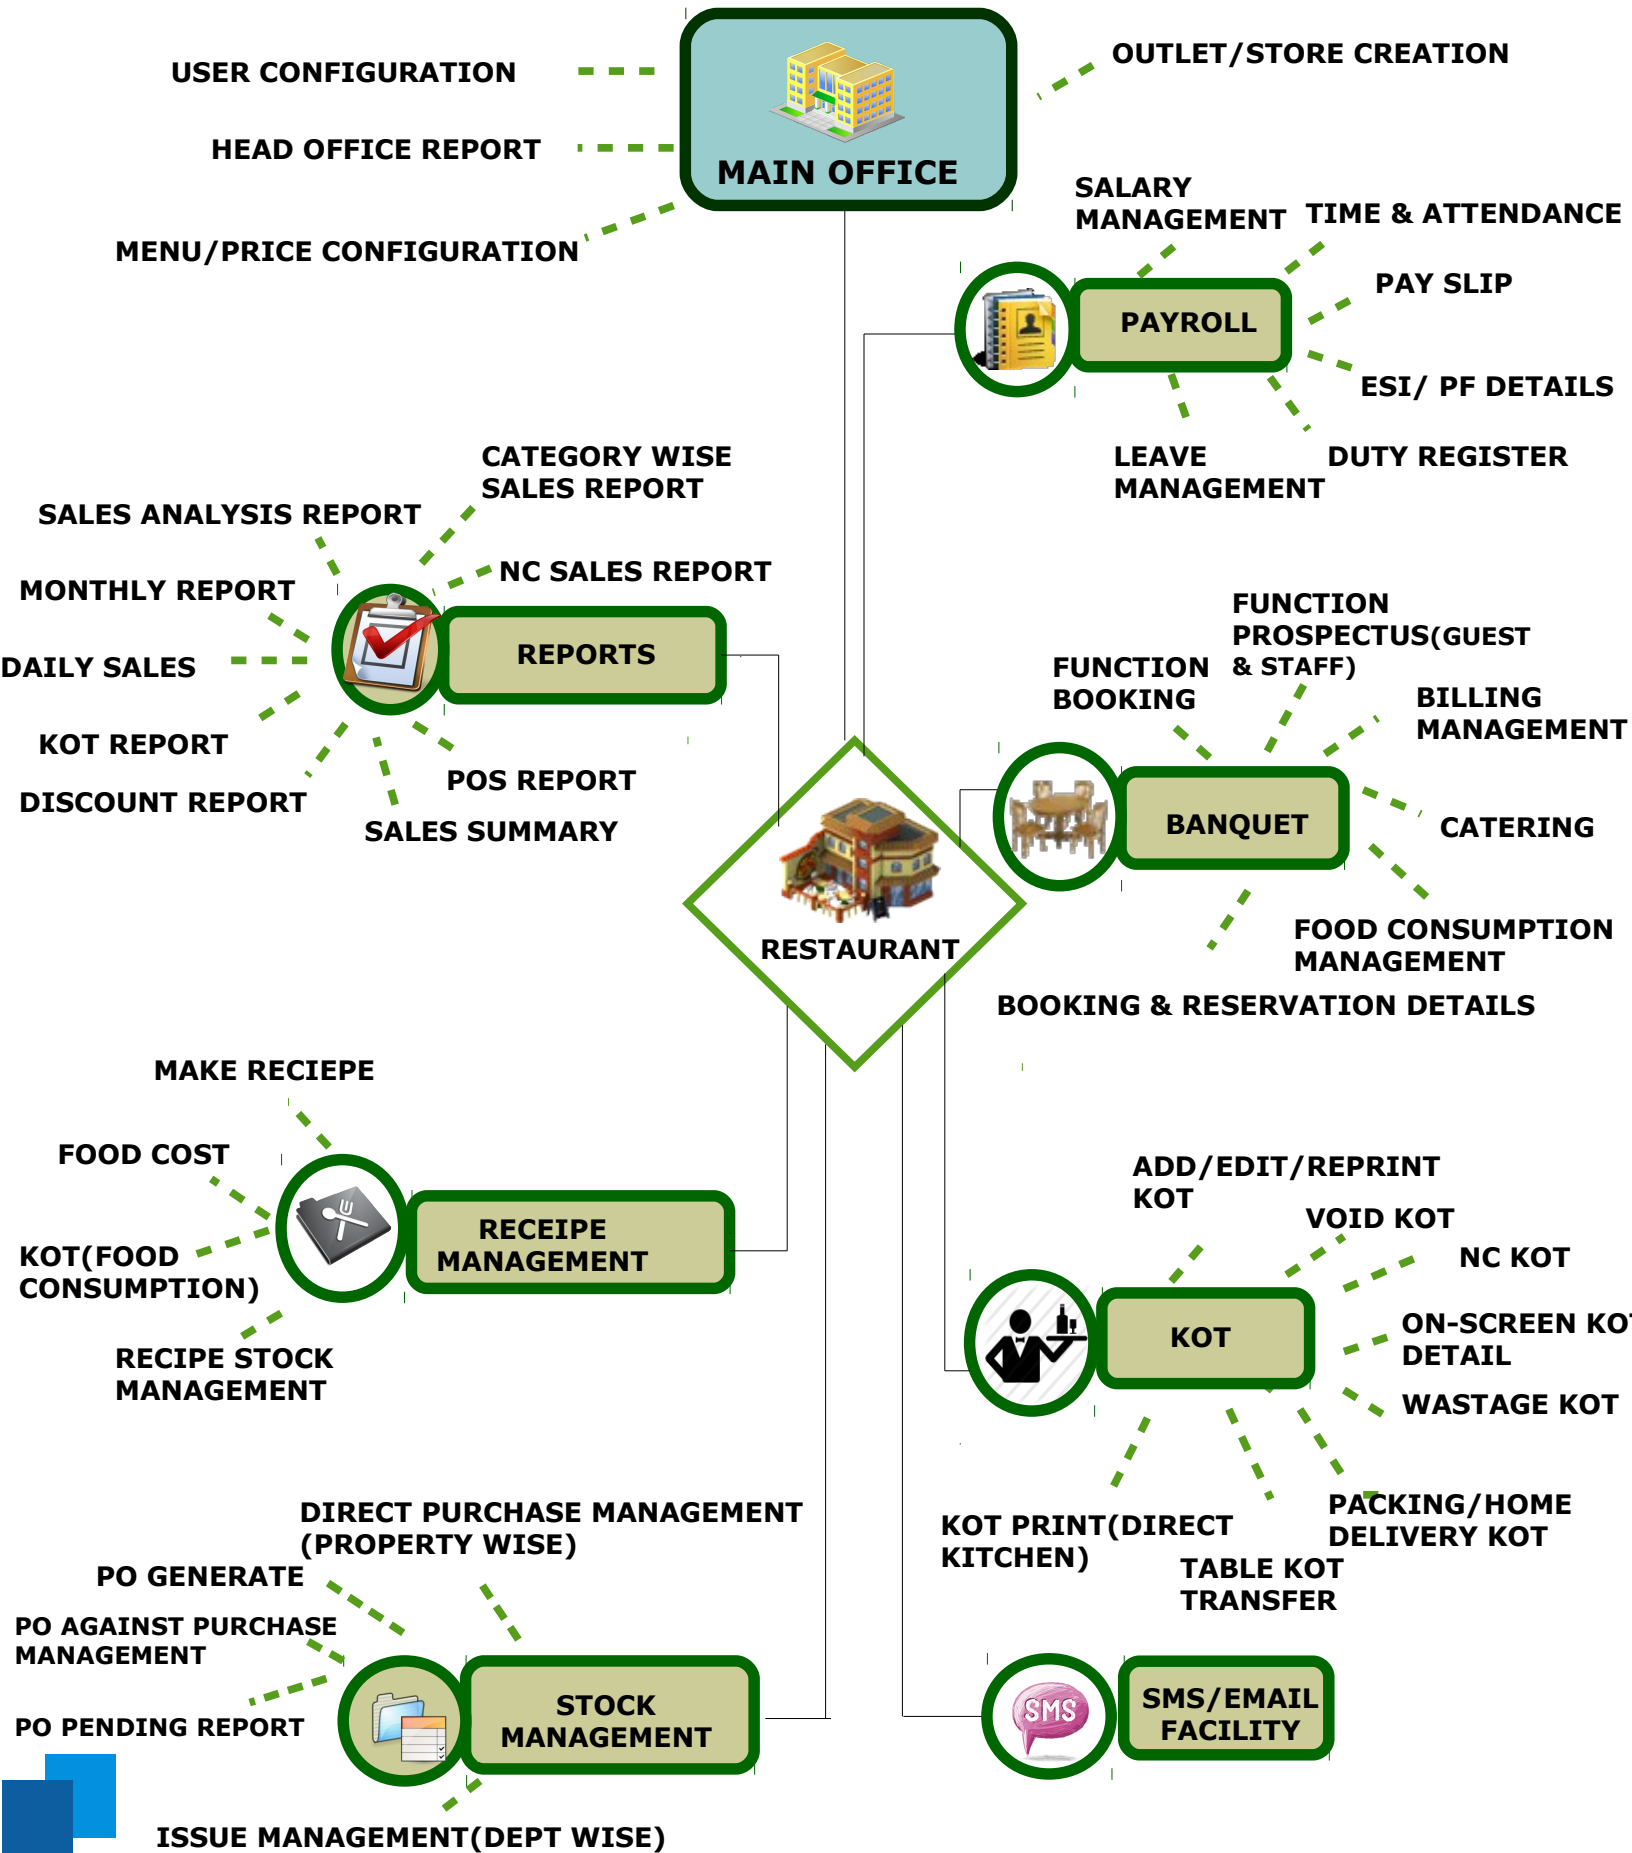 USER CONFIGURATION
OUTLET/STORE CREATION
HEAD OFFICE REPORT
MAIN OFFICE
MENU/PRICE CONFIGURATION
SALARY
MANAGEMENT
TIME & ATTENDANCE
PAY SLIP
PAYROLL
ESI/ PF DETAILS
LEAVE
MANAGEMENT
DUTY REGISTER
CATEGORY WISE
SALES REPORT
SALES ANALYSIS REPORT
NC SALES REPORT
MONTHLY REPORT
REPORTS
DAILY SALES
KOT REPORT
POS REPORT
DISCOUNT REPORT
SALES SUMMARY
FUNCTION
PROSPECTUS(GUEST
& STAFF)
FUNCTION
BOOKING
BILLING
MANAGEMENT
BANQUET
CATERING
FOOD CONSUMPTION
MANAGEMENT
BOOKING & RESERVATION DETAILS
RESTAURANT
MAKE RECIEPE
FOOD COST
RECEIPE
MANAGEMENT
KOT(FOOD
CONSUMPTION)
RECIPE STOCK
MANAGEMENT
ADD/EDIT/REPRINT
KOT
VOID KOT
NC KOT
KOT
ON-SCREEN KOT
DETAIL
WASTAGE KOT
PACKING/HOME
DELIVERY KOT
KOT PRINT(DIRECT
KITCHEN)
TABLE KOT
TRANSFER
DIRECT PURCHASE MANAGEMENT
(PROPERTY WISE)
PO GENERATE
PO AGAINST PURCHASE
MANAGEMENT
PO PENDING REPORT
STOCK
MANAGEMENT
ISSUE MANAGEMENT(DEPT WISE)
SMS
SMS/EMAIL
FACILITY